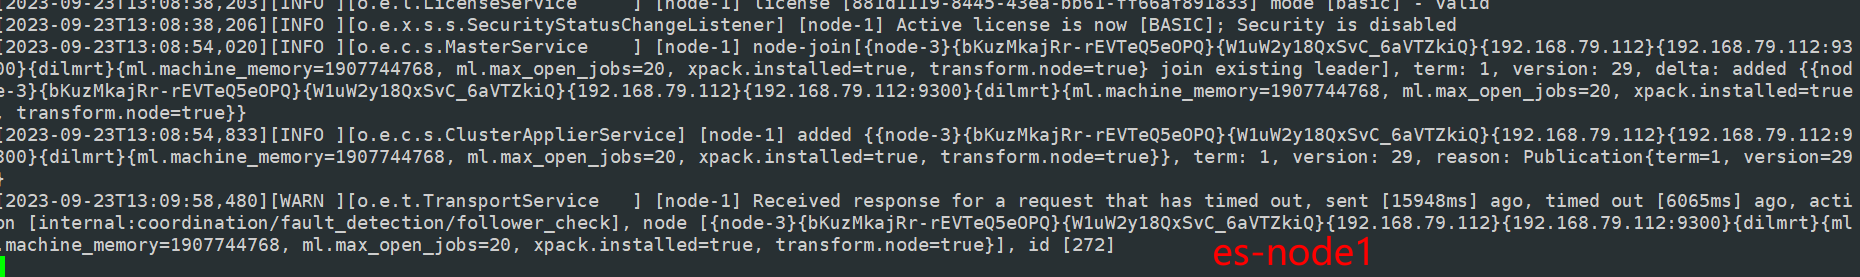 [2023-09-23T13:08:38,203][INFO ][o.e.l.LicenseService     ] [node-1] license [881d1119-8445-43ea-bb61-ff66af891833] mode [basic] - valid
[2023-09-23T13:08:38,206][INFO ][o.e.x.s.s.SecurityStatusChangeListener] [node-1] Active license is now [BASIC]; Security is disabled
[2023-09-23T13:08:54,020][INFO ][o.e.c.s.MasterService    ] [node-1] node-join[{node-3}{bKuzMkajRr-rEVTeQ5eOPQ}{W1uW2y18QxSvC_6aVTZkiQ}{192.168.79.112}{192.168.79.112:93
00}{dilmrt}{ml.machine_memory=1907744768, ml.max_open_jobs=20, xpack.installed=true, transform.node=true} join existing leader], term: 1, version: 29, delta: added {{nod
e-3}{bKuzMkajRr-rEVTeQ5eOPQ}{W1uW2y18QxSvC_6aVTZkiQ}{192.168.79.112}{192.168.79.112:9300}{dilmrt}{ml.machine_memory=1907744768, ml.max_open_jobs=20, xpack.installed=true
, transform.node=true}}
[2023-09-23T13:08:54,833][INFO ][o.e.c.s.ClusterApplierService] [node-1] added {{node-3}{bKuzMkajRr-rEVTeQ5eOPQ}{W1uW2y18QxSvC_6aVTZkiQ}{192.168.79.112}{192.168.79.112:9
300}{dilmrt}{ml.machine_memory=1907744768, ml.max_open_jobs=20, xpack.installed=true, transform.node=true}}, term: 1, version: 29, reason: Publication{term=1, version=29
}
[2023-09-23T13:09:58,480][WARN ][o.e.t.TransportService   ] [node-1] Received response for a request that has timed out, sent [15948ms] ago, timed out [6065ms] ago, acti
on [internal:coordination/fault_detection/follower_check], node [{node-3}{bKuzMkajRr-rEVTeQ5eOPQ}{W1uW2y18QxSvC_6aVTZkiQ}{192.168.79.112}{192.168.79.112:9300}{dilmrt}{ml
.machine_memory=1907744768, ml.max_open_jobs=20, xpack.installed=true, transform.node=true}], id [272]
es-node1